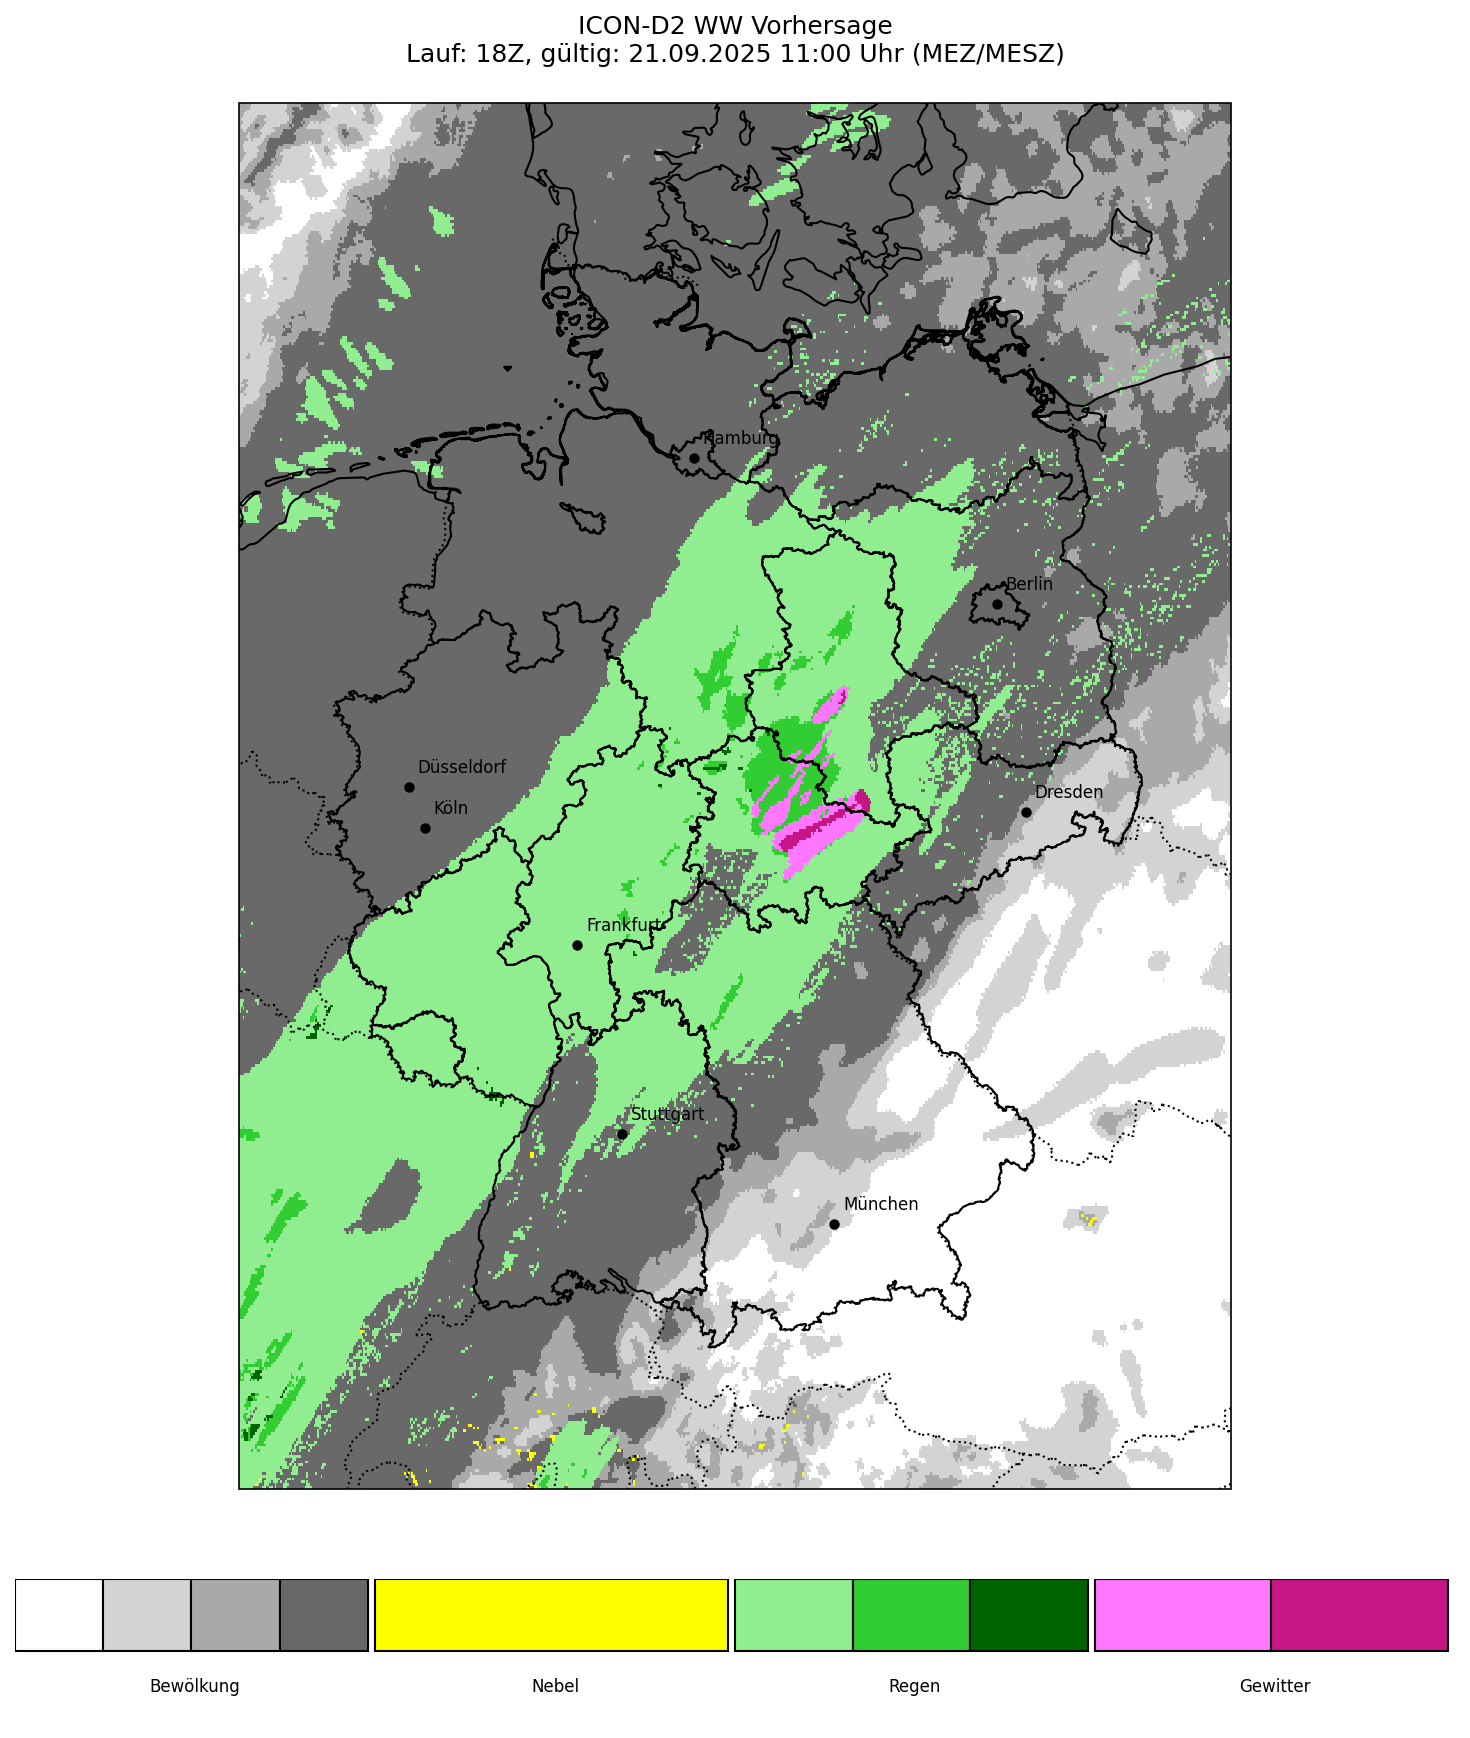 ICON-D2 WW Vorhersage
Lauf: 18Z, gültig: 21.09.2025 11:00 Uhr (MEZ/MESZ)
Hamburg
Berlin
Düsseldorf
Dresden
Köln
Frankfurt
Stuttgart
München
Bewölkung
Nebel
Regen
Gewitter